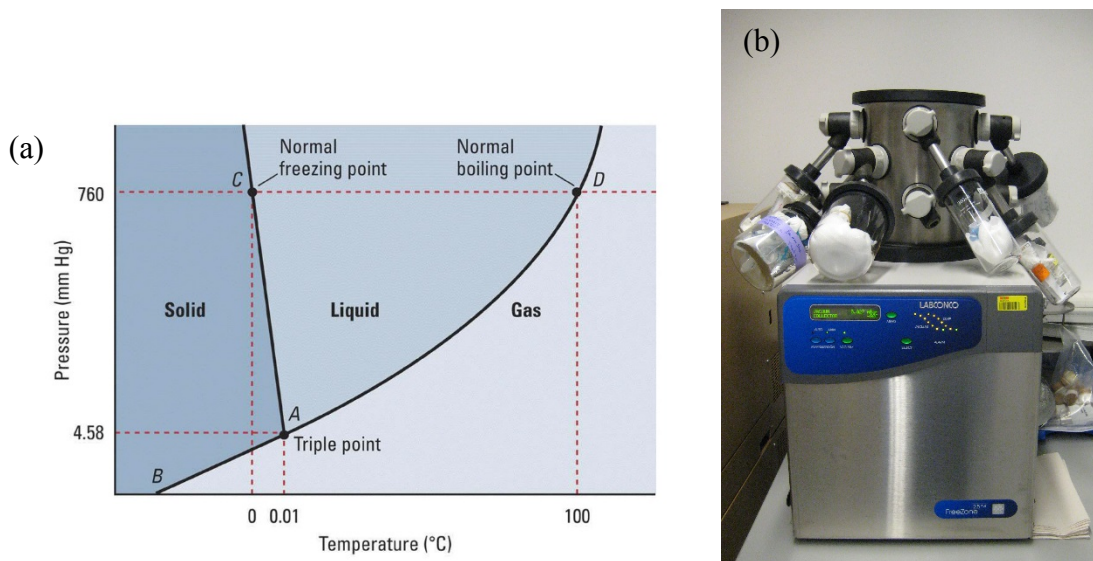 (a)
Pressure (mm Hg)
760
4.58
Normal
freezing point
C
Normal
boiling point
D
Solid
Liquid
Gas
A
Triple point
B
0
0.01
100
Temperature (°C)
(b)
LABCONCO
FreeZone